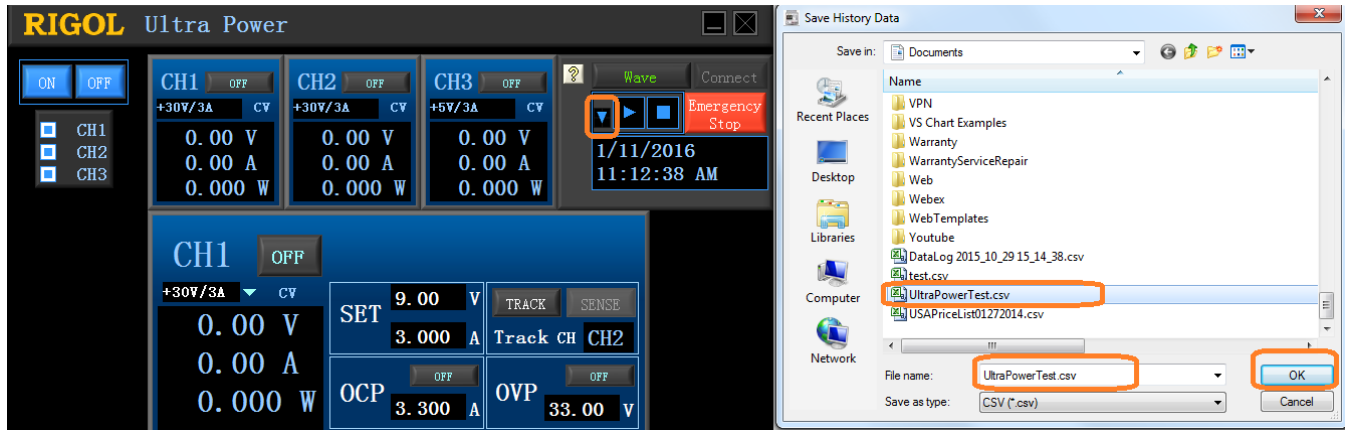 RIGOL Ultra Power
ON OFF
CH1
CH2
CH3
CH1 OFF
+30V/3A CV
0.00 V
0.00 A
0.000 W
CH2 OFF
+30V/3A CV
0.00 V
0.00 A
0.000 W
CH3 OFF
+5V/3A CV
0.00 V
0.00 A
0.000 W
? Wave Connect
Emergency
Stop
1/11/2016
11:12:38 AM
CH1 OFF
+30V/3A CV
0.00 V
0.00 A
0.000 W
SET 9.00 V
3.000 A
TRACK SENSE
Track CH CH2
OCP OFF
3.300 A
OVP OFF
33.00 V
Save History Data
Save in: Documents
Recent Places
Desktop
Libraries
Computer
Network
Name
VPN
VS Chart Examples
Warranty
WarrantyServiceRepair
Web
Webex
WebTemplates
Youtube
DataLog 2015_10_29 15_14_38.csv
test.csv
UltraPowerTest.csv
USAPriceList01272014.csv
File name: UltraPowerTest.csv OK
Save as type: CSV (*.csv) Cancel